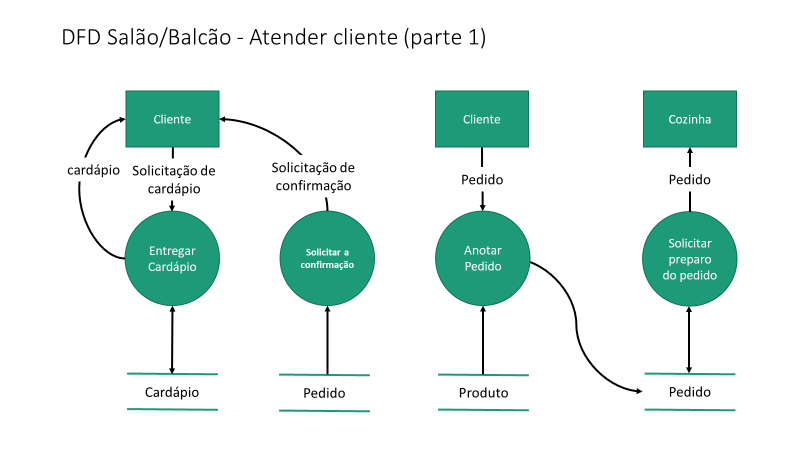 DFD Salão/Balcão - Atender cliente (parte 1)
Cliente
Cliente
Cozinha
cardápio
Solicitação de
cardápio
Solicitação de
confirmação
Pedido
Pedido
Entregar
Cardápio
Solicitar a
confirmação
Anotar
Pedido
Solicitar
preparo
do pedido
Cardápio
Pedido
Produto
Pedido